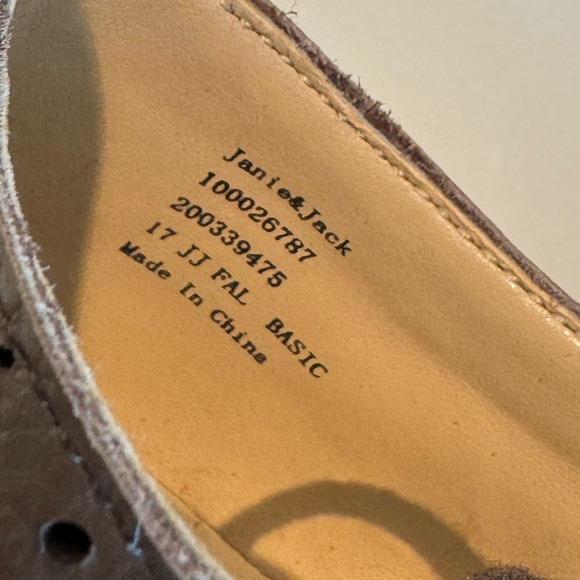 Janie&Jack
100026787
200339475
17 JJ FAL BASIC
Made In China